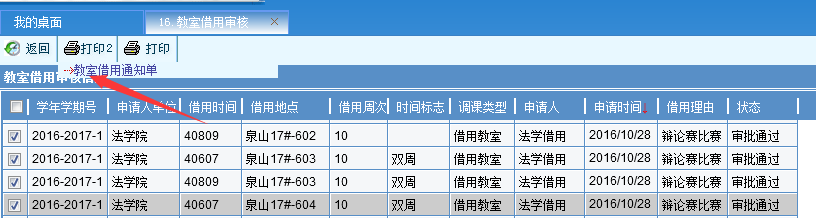 我的桌面 16.教室借用审核 ×
返回 打印2 打印
教室借用通知单
教室借用审核
学年学期号 申请人单位 借用时间 借用地点 借用周次 时间标志 调课类型 申请人 申请时间↓ 借用理由 状态
2016-2017-1 法学院 40809 泉山17#-602 10 借用教室 法学借用 2016/10/28 辩论赛比赛 审批通过
2016-2017-1 法学院 40607 泉山17#-603 10 双周 借用教室 法学借用 2016/10/28 辩论赛比赛 审批通过
2016-2017-1 法学院 40809 泉山17#-603 10 双周 借用教室 法学借用 2016/10/28 辩论赛比赛 审批通过
2016-2017-1 法学院 40607 泉山17#-604 10 双周 借用教室 法学借用 2016/10/28 辩论赛比赛 审批通过